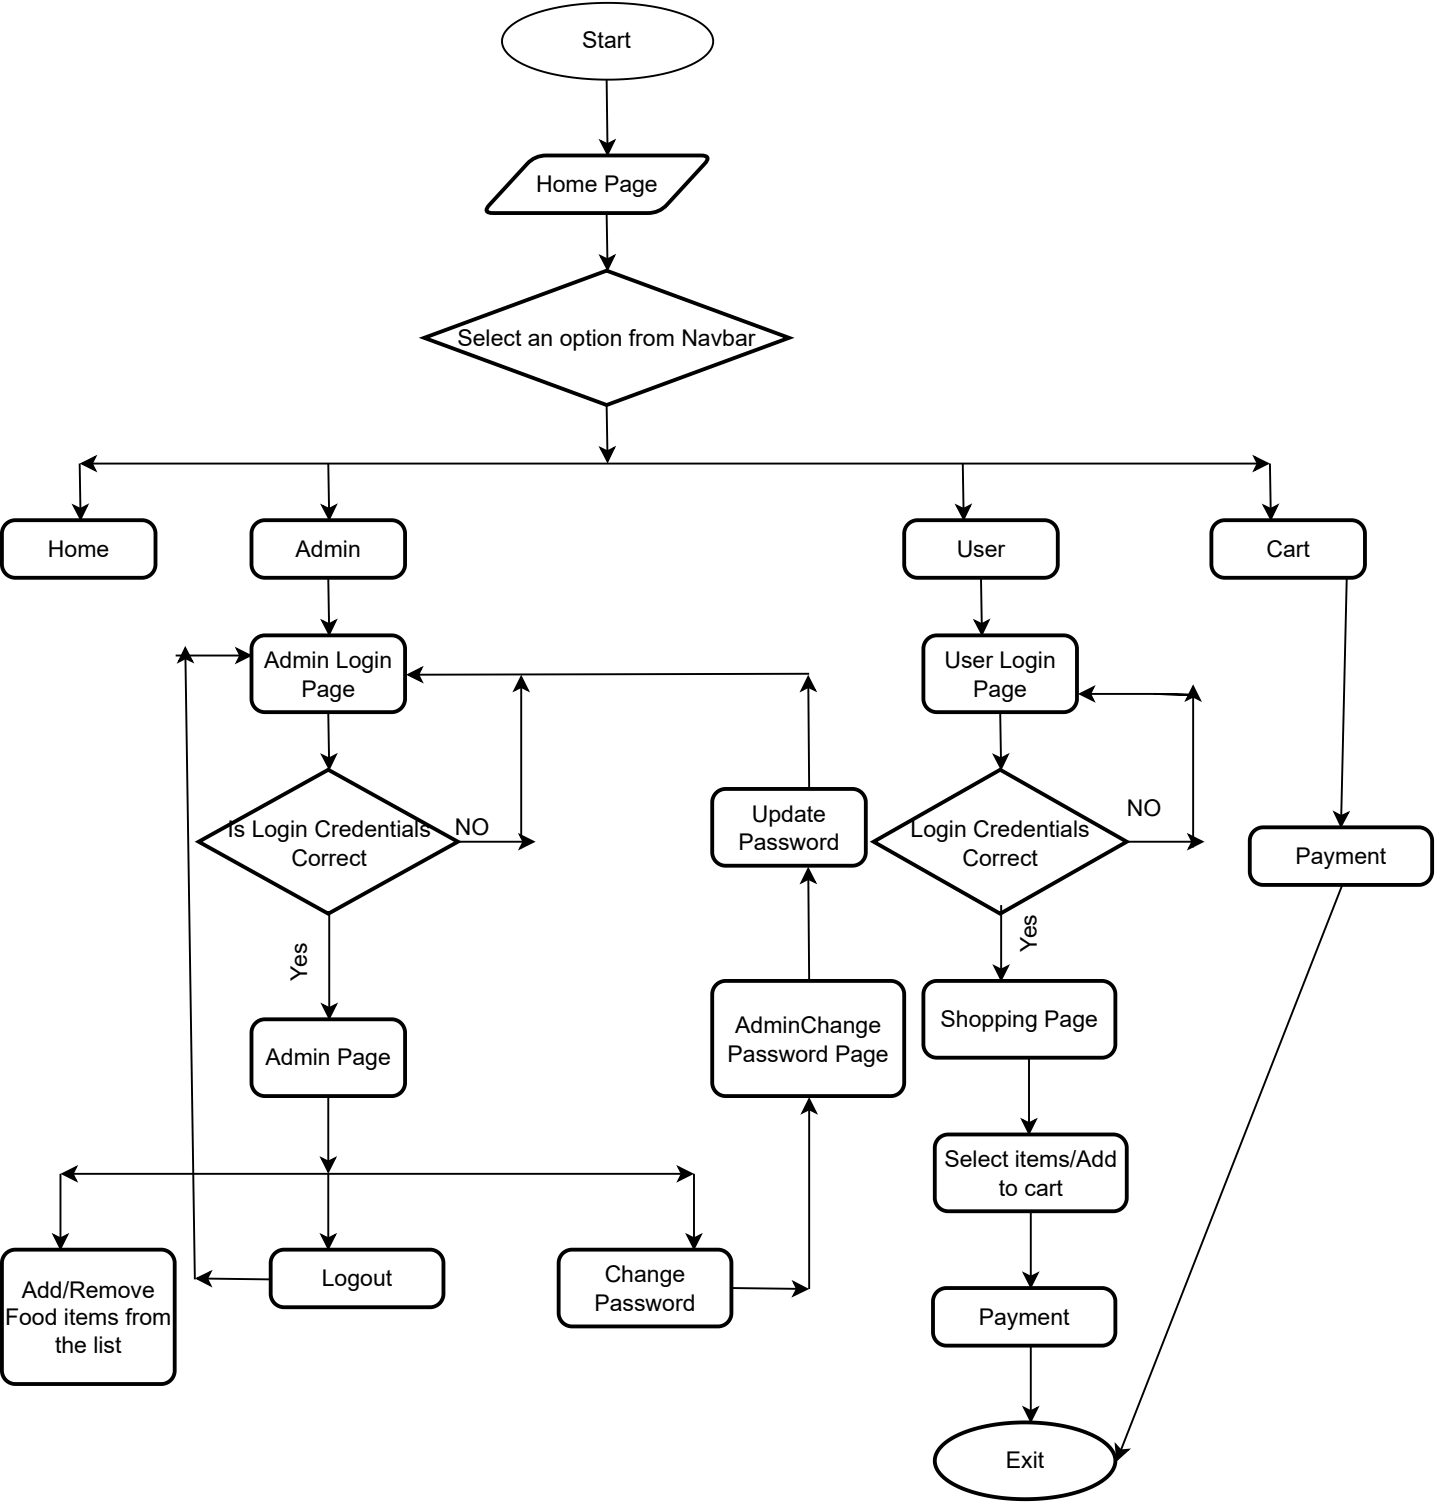 Start
Home Page
Select an option from Navbar
Home
Admin
User
Cart
Admin Login
Page
User Login
Page
Is Login Credentials
Correct
NO
Update
Password
Login Credentials
Correct
NO
Payment
Yes
Yes
Admin Page
AdminChange
Password Page
Shopping Page
Select items/Add
to cart
Add/Remove
Food items from
the list
Logout
Change
Password
Payment
Exit